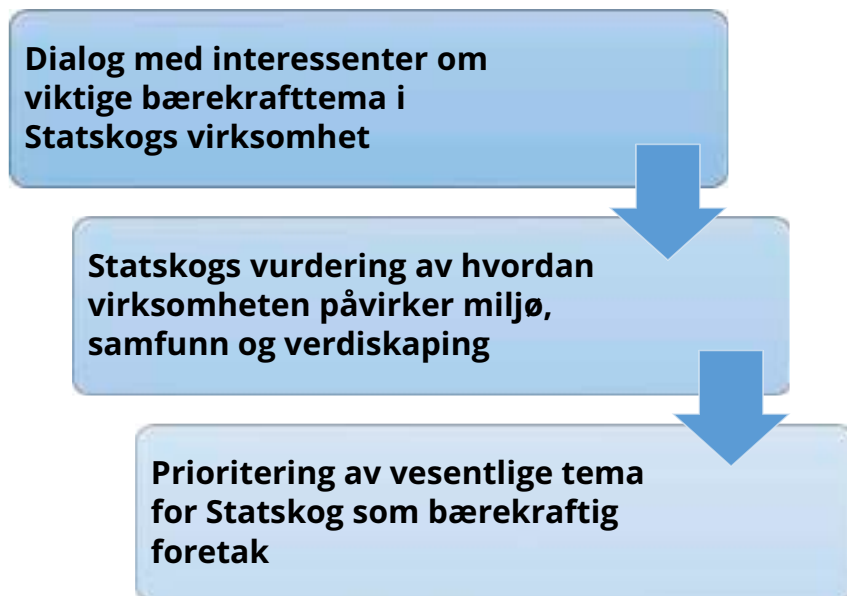 Dialog med interessenter om
viktige bærekrafttema i
Statskogs virksomhet
Statskogs vurdering av hvordan
virksomheten påvirker miljø,
samfunn og verdiskaping
Prioritering av vesentlige tema
for Statskog som bærekraftig
foretak